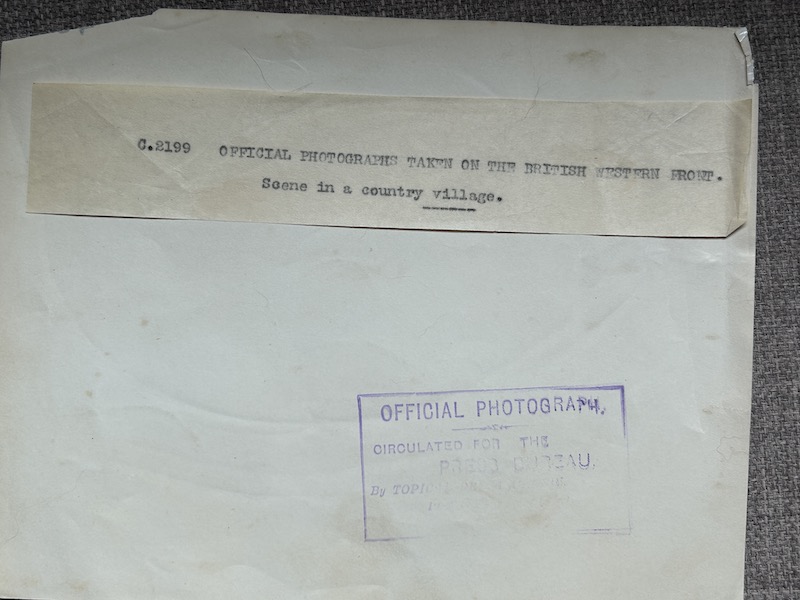 C.2199 OFFICIAL PHOTOGRAPHS TAKEN ON THE BRITISH WESTERN FRONT.
Scene in a country village.
OFFICIAL PHOTOGRAPH.
CIRCULATED FOR THE
PRESS BUREAU,
By